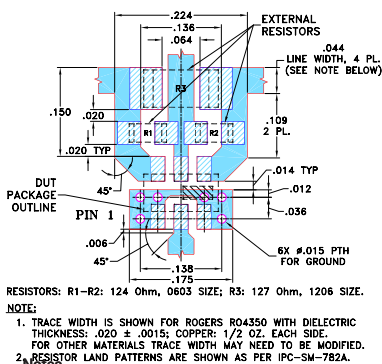 .224
.136
.064
EXTERNAL
RESISTORS
.044
LINE WIDTH, 4 PL.
(SEE NOTE BELOW)
R3
.150
.020
R1
R2
.109
2 PL.
.020 TYP
.014 TYP
45°
DUT
PACKAGE
OUTLINE
.012
.036
PIN 1
.006
45°
6X Ø.015 PTH
FOR GROUND
.138
.175
RESISTORS: R1-R2: 124 Ohm, 0603 SIZE; R3: 127 Ohm, 1206 SIZE.
NOTE:
1. TRACE WIDTH IS SHOWN FOR ROGERS RO4350 WITH DIELECTRIC
THICKNESS: .020 ± .0015; COPPER: 1/2 OZ. EACH SIDE.
FOR OTHER MATERIALS TRACE WIDTH MAY NEED TO BE MODIFIED.
2. RESISTOR LAND PATTERNS ARE SHOWN AS PER IPC-SM-782A.